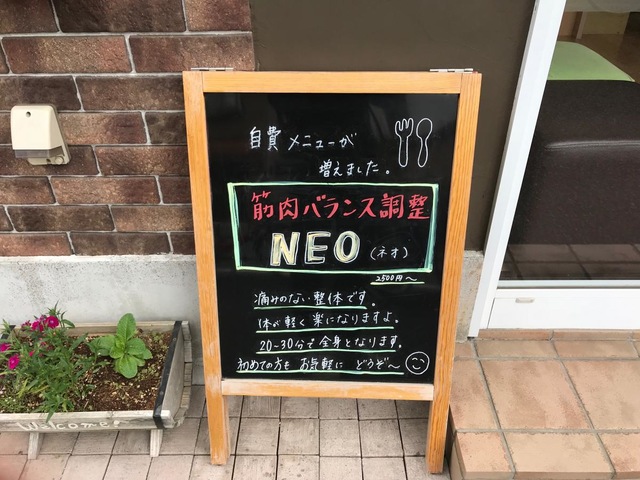 自費 メニューが
増えました。
筋肉バランス調整
NEO (ネオ)
2500円〜
痛みのない 整体です。
体が軽く 楽になりますよ。
20~30分で 全身となります。
初めての方も お気軽に どうぞ〜
Welcome